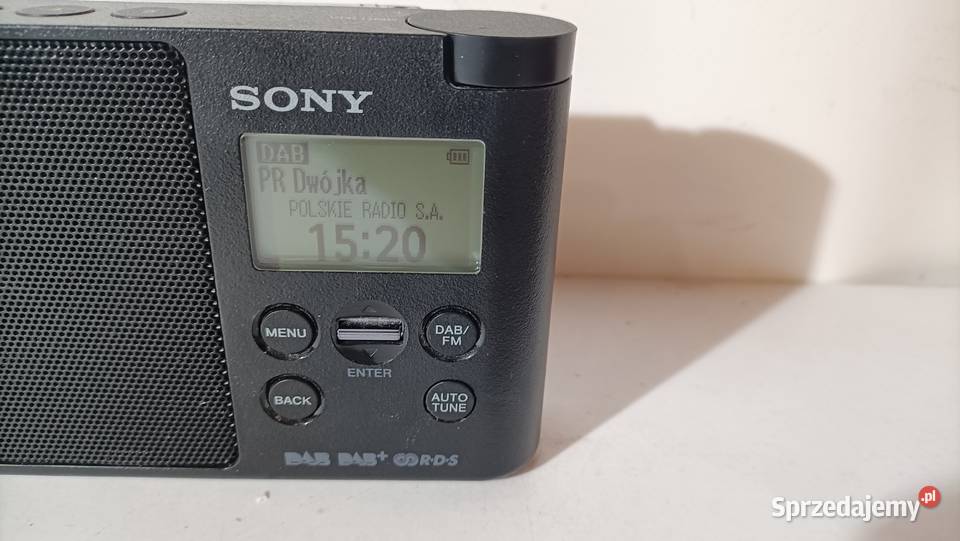 SONY
DAB
PR Dwójka
POLSKIE RADIO S.A.
15:20
MENU
DAB/
FM
ENTER
BACK
AUTO
TUNE
DAB DAB+ R·D·S
Sprzedajemy .pl